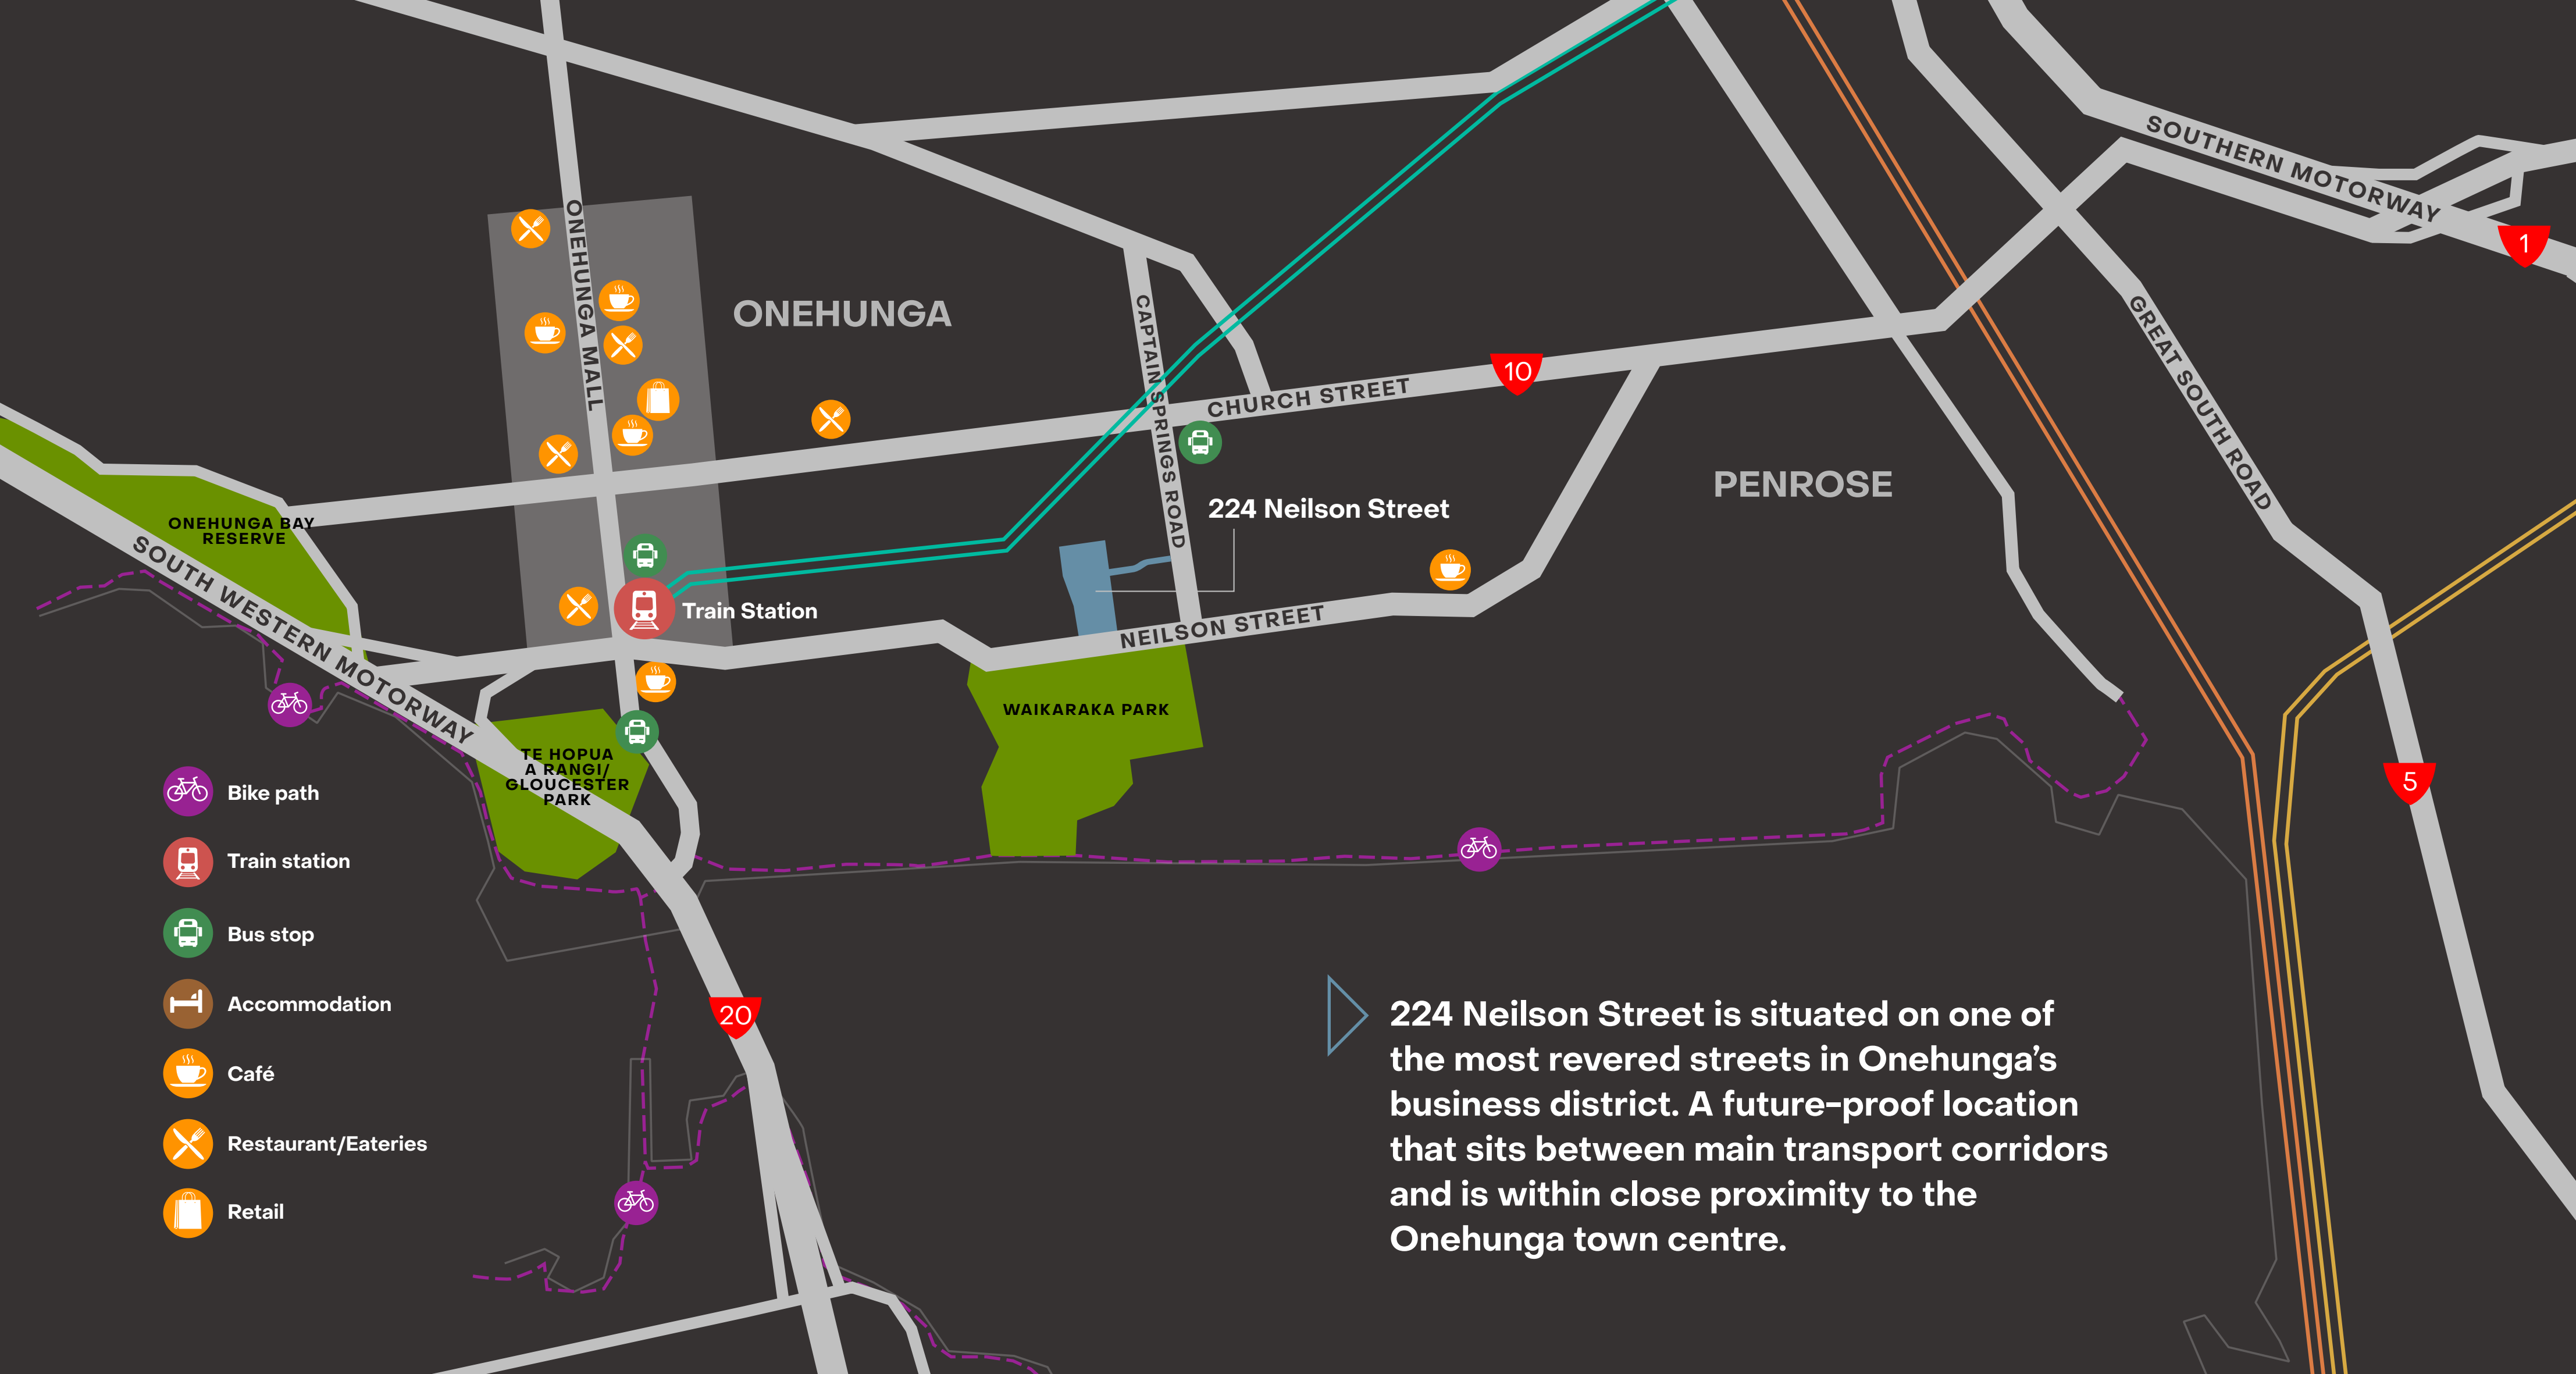 SOUTHERN MOTORWAY
1
ONEHUNGA MALL
ONEHUNGA
CAPTAIN SPRINGS ROAD
CHURCH STREET
10
GREAT SOUTH ROAD
PENROSE
224 Neilson Street
ONEHUNGA BAY
RESERVE
SOUTH WESTERN MOTORWAY
Train Station
NEILSON STREET
WAIKARAKA PARK
TE HOPUA
A RANGI/
GLOUCESTER
PARK
5
20
Bike path
Train station
Bus stop
Accommodation
Café
Restaurant/Eateries
Retail
224 Neilson Street is situated on one of
the most revered streets in Onehunga’s
business district. A future-proof location
that sits between main transport corridors
and is within close proximity to the
Onehunga town centre.